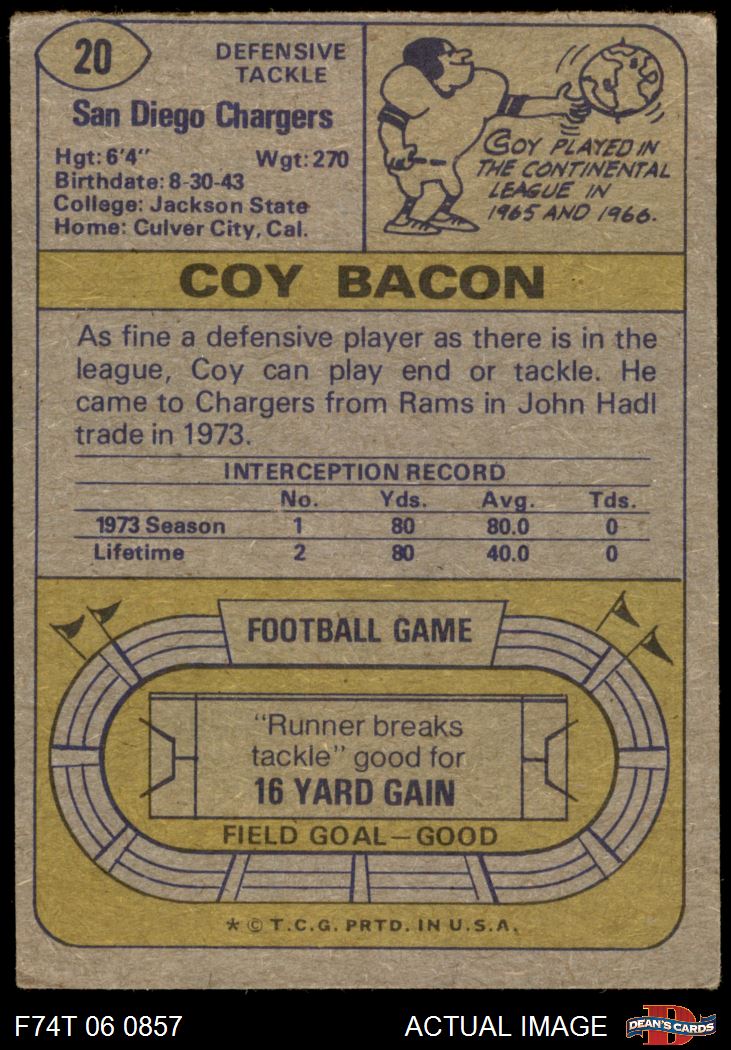 20
DEFENSIVE
TACKLE
San Diego Chargers
Hgt: 6'4" Wgt: 270
Birthdate: 8-30-43
College: Jackson State
Home: Culver City, Cal.
COY PLAYED IN
THE CONTINENTAL
LEAGUE IN
1965 AND 1966.
COY BACON
As fine a defensive player as there is in the
league, Coy can play end or tackle. He
came to Chargers from Rams in John Hadl
trade in 1973.
INTERCEPTION RECORD
No. Yds. Avg. Tds.
1973 Season 1 80 80.0 0
Lifetime 2 80 40.0 0
FOOTBALL GAME
"Runner breaks
tackle" good for
16 YARD GAIN
FIELD GOAL—GOOD
* © T.C.G. PRTD. IN U.S.A.
F74T 06 0857 ACTUAL IMAGE
D
DEAN'S CARDS